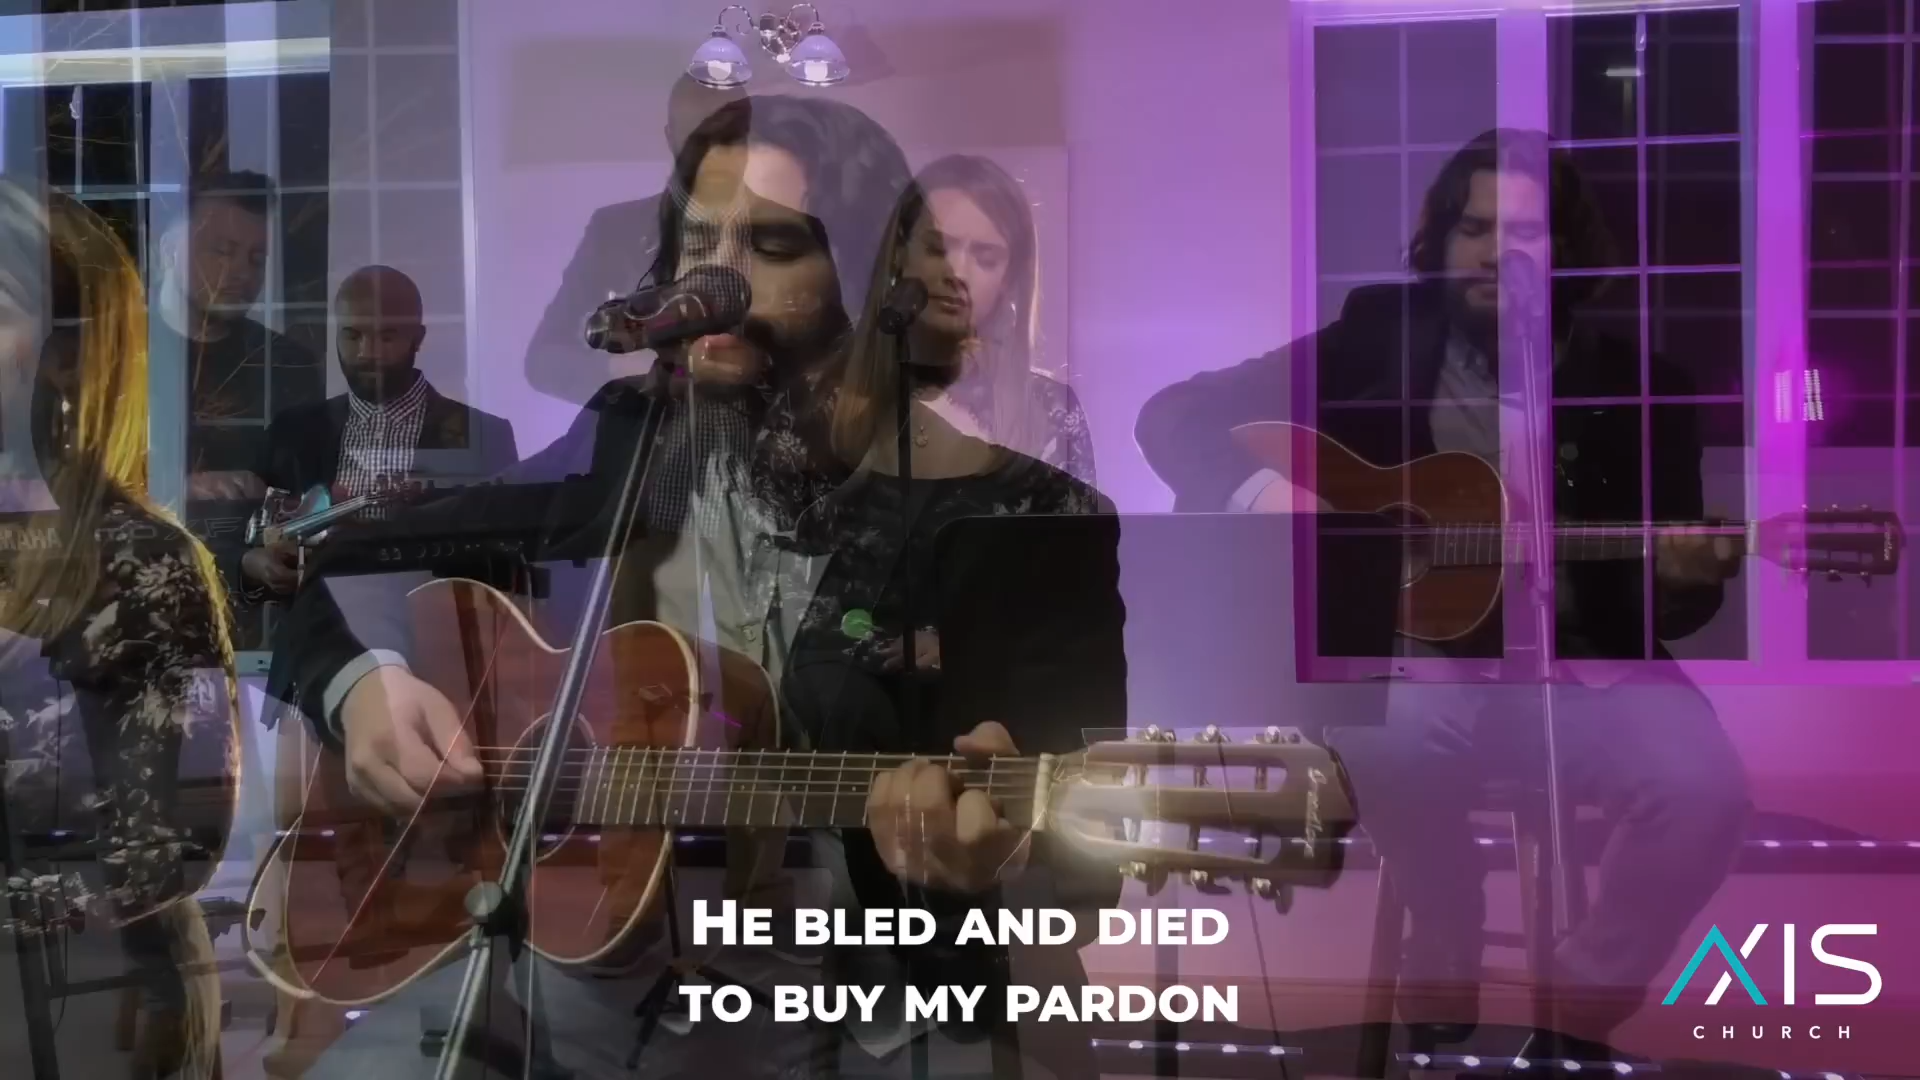 HE BLED AND DIED
TO BUY MY PARDON
AXIS
CHURCH